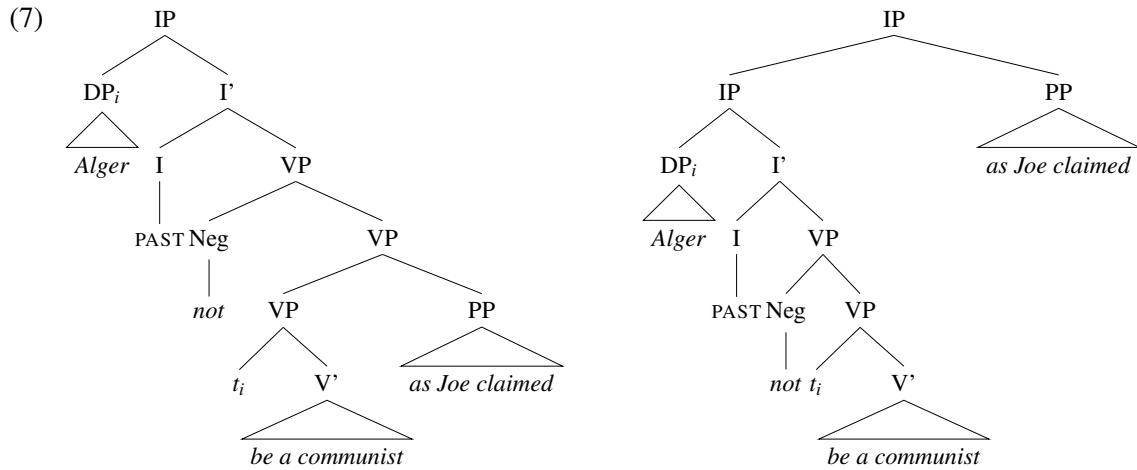 (7) IP IP
DPᵢ I' IP PP
Alger I VP DPᵢ I' as Joe claimed
PAST Neg VP Alger I VP
not VP PP PAST Neg VP
tᵢ V' as Joe claimed not tᵢ V'
be a communist be a communist